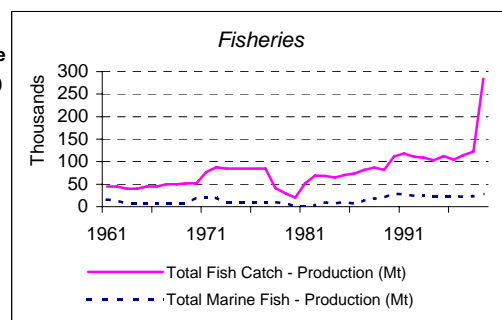 Fisheries
e
)
Thousands
300
250
200
150
100
50
0
1961 1971 1981 1991
Total Fish Catch - Production (Mt)
Total Marine Fish - Production (Mt)